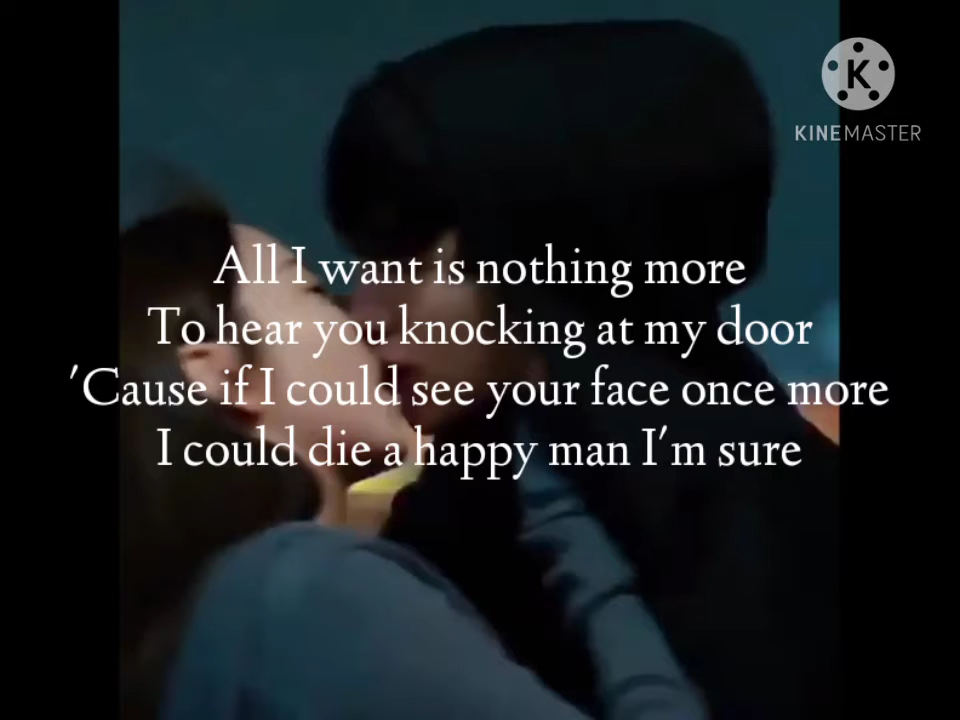 KINEMASTER
All I want is nothing more
To hear you knocking at my door
'Cause if I could see your face once more
I could die a happy man I'm sure